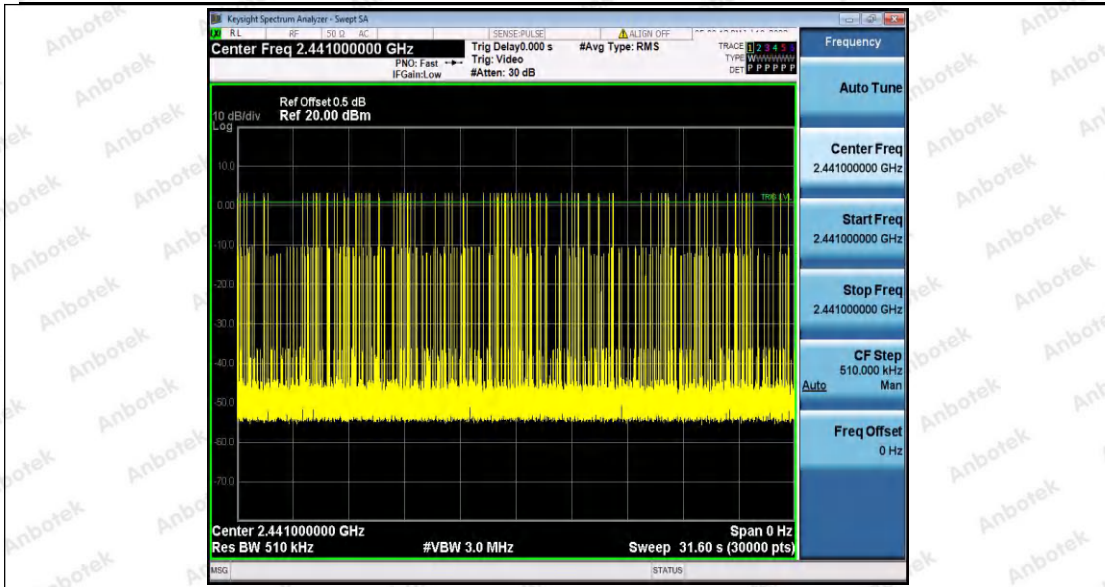 Keysight Spectrum Analyzer - Swept SA
RL RF 50 Ω AC SENSE:PULSE ALIGN OFF
Center Freq 2.441000000 GHz
PNO: Fast
IFGain:Low
Trig Delay0.000 s
Trig: Video
#Atten: 30 dB
#Avg Type: RMS
TRACE 1 2 3 4 5 6
TYPE WWWWWW
DET P P P P P P
Ref Offset 0.5 dB
10 dB/div Ref 20.00 dBm
Log
10.0
0.00
TRIG LVL
-10.0
-20.0
-30.0
-40.0
-50.0
-60.0
-70.0
Center 2.441000000 GHz Span 0 Hz
Res BW 510 kHz #VBW 3.0 MHz Sweep 31.60 s (30000 pts)
MSG STATUS
Frequency
Auto Tune
Center Freq
2.441000000 GHz
Start Freq
2.441000000 GHz
Stop Freq
2.441000000 GHz
CF Step
510.000 kHz
Auto Man
Freq Offset
0 Hz
Anbotek